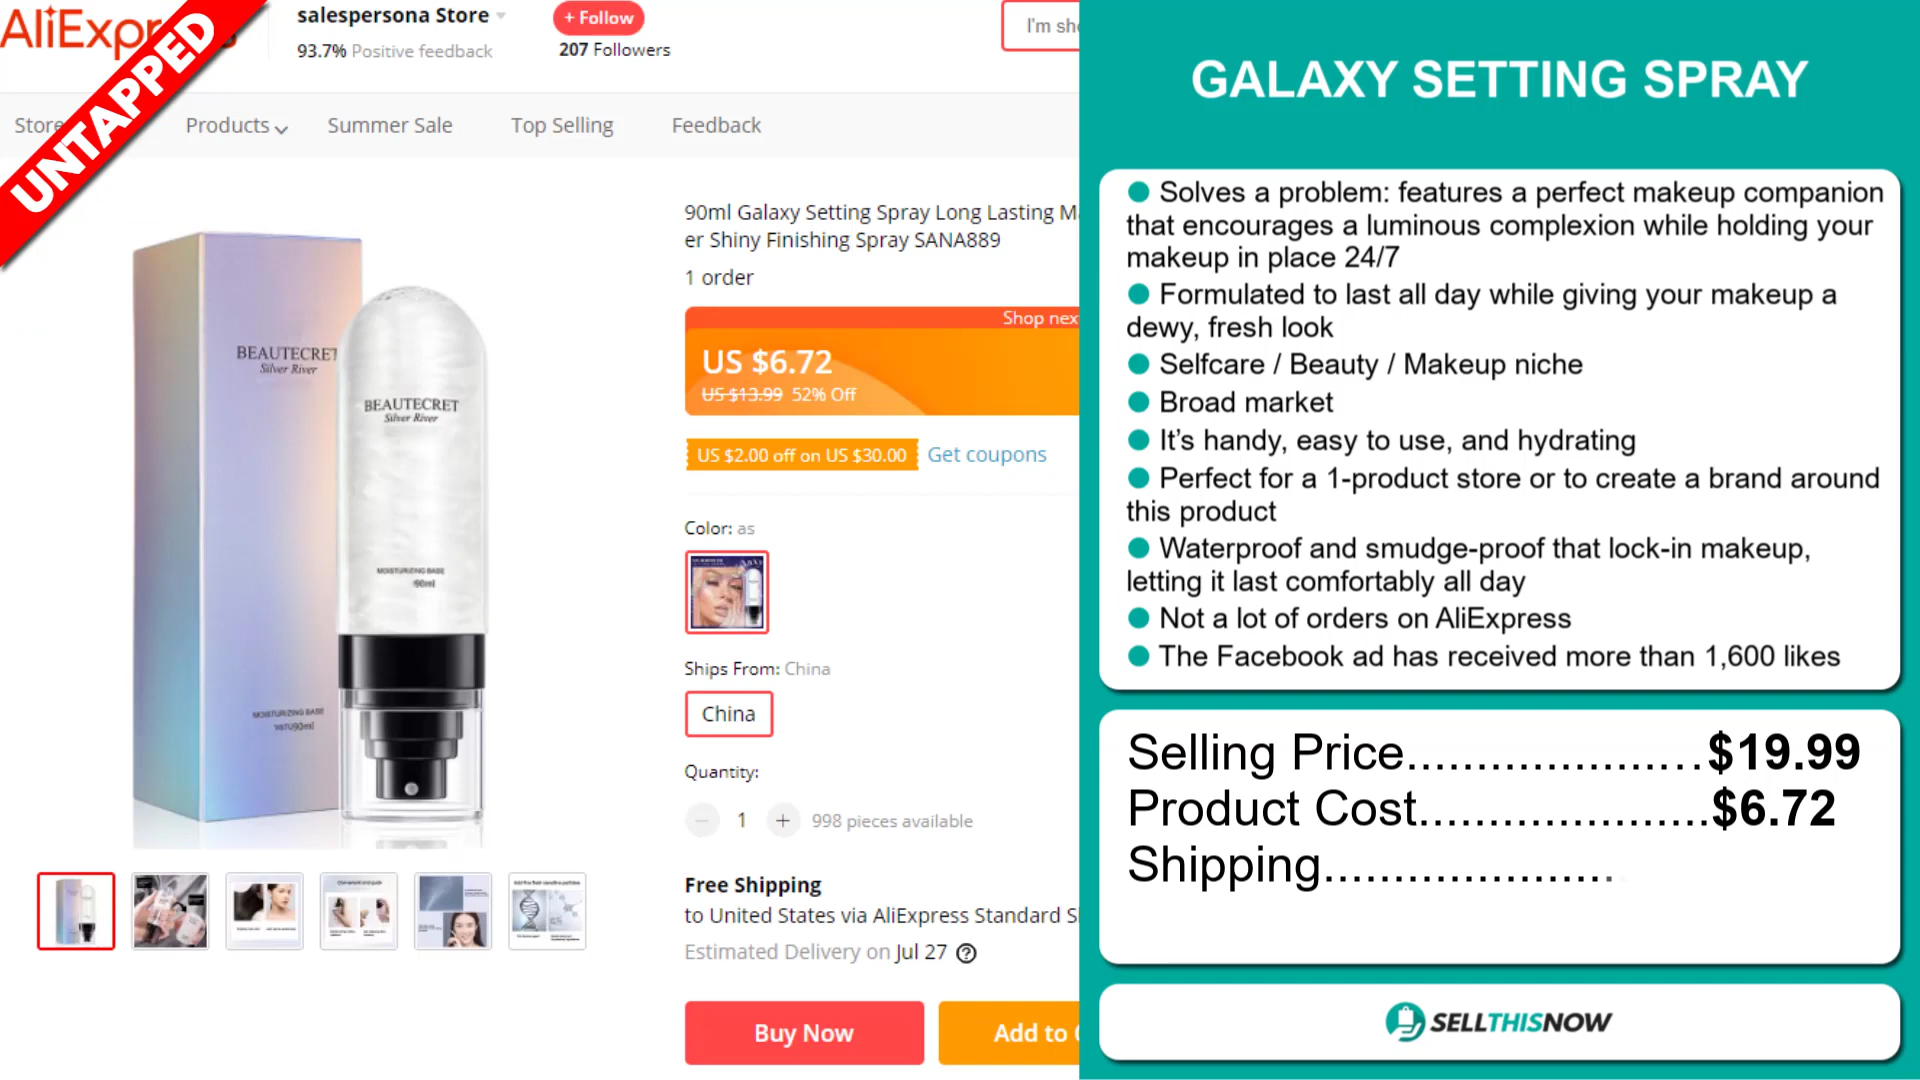 AliExpr
UNTAPPED
salespersona Store
93.7% Positive feedback
+ Follow
207 Followers
I'm sh
Store
Products
Summer Sale
Top Selling
Feedback
90ml Galaxy Setting Spray Long Lasting M
er Shiny Finishing Spray SANA889
1 order
Shop nex
US $6.72
US $13.99 52% Off
US $2.00 off on US $30.00
Get coupons
Color: as
Ships From: China
China
Quantity:
1
998 pieces available
Free Shipping
to United States via AliExpress Standard S
Estimated Delivery on Jul 27
Buy Now
Add to
BEAUTECRET
Silver River
MOISTURIZING BASE
BEAUTECRET
Silver River
MOISTURIZING BASE
90ml
GALAXY SETTING SPRAY
● Solves a problem: features a perfect makeup companion
that encourages a luminous complexion while holding your
makeup in place 24/7
● Formulated to last all day while giving your makeup a
dewy, fresh look
● Selfcare / Beauty / Makeup niche
● Broad market
● It's handy, easy to use, and hydrating
● Perfect for a 1-product store or to create a brand around
this product
● Waterproof and smudge-proof that lock-in makeup,
letting it last comfortably all day
● Not a lot of orders on AliExpress
● The Facebook ad has received more than 1,600 likes
Selling Price.....................$19.99
Product Cost.....................$6.72
Shipping.....................
SELLTHISNOW